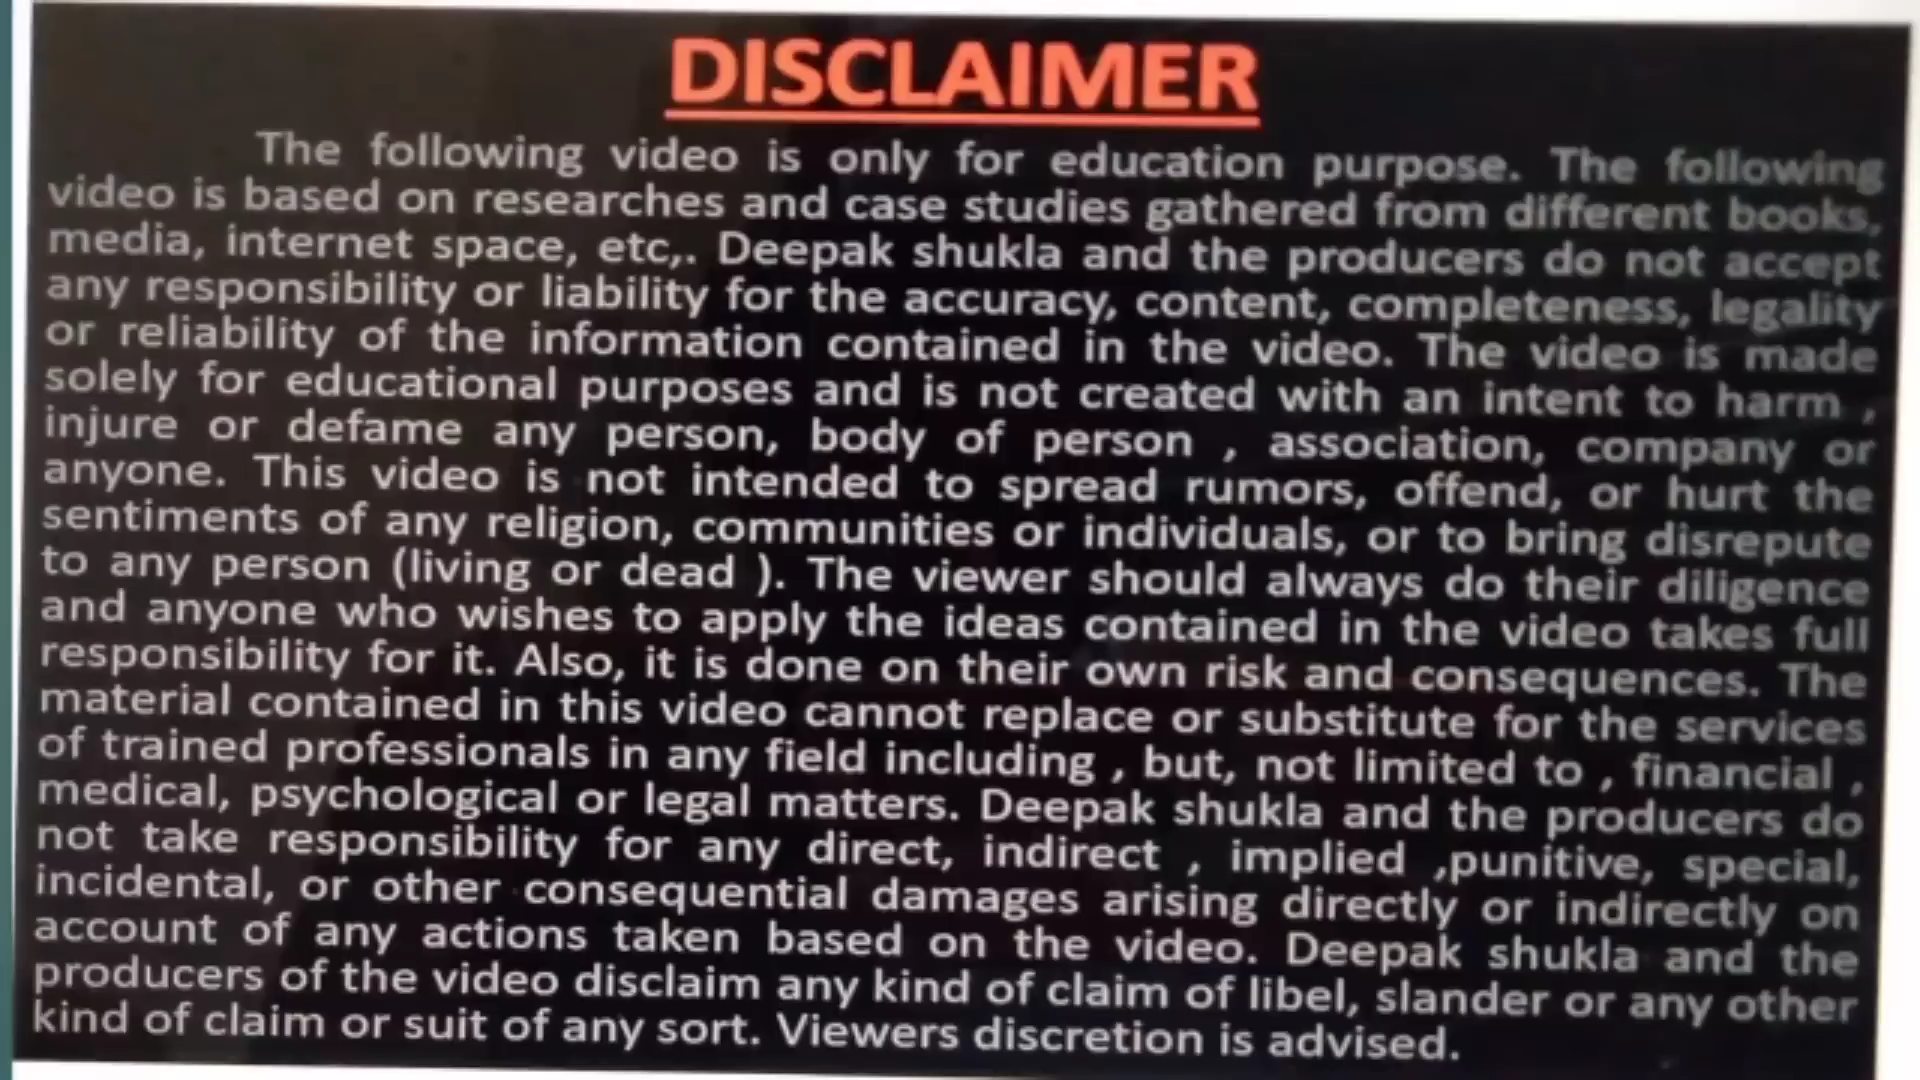 DISCLAIMER
The following video is only for education purpose. The following
video is based on researches and case studies gathered from different books,
media, internet space, etc,. Deepak shukla and the producers do not accept
any responsibility or liability for the accuracy, content, completeness, legality
or reliability of the information contained in the video. The video is made
solely for educational purposes and is not created with an intent to harm ,
injure or defame any person, body of person , association, company or
anyone. This video is not intended to spread rumors, offend, or hurt the
sentiments of any religion, communities or individuals, or to bring disrepute
to any person (living or dead ). The viewer should always do their diligence
and anyone who wishes to apply the ideas contained in the video takes full
responsibility for it. Also, it is done on their own risk and consequences. The
material contained in this video cannot replace or substitute for the services
of trained professionals in any field including , but, not limited to , financial ,
medical, psychological or legal matters. Deepak shukla and the producers do
not take responsibility for any direct, indirect , implied ,punitive, special,
incidental, or other consequential damages arising directly or indirectly on
account of any actions taken based on the video. Deepak shukla and the
producers of the video disclaim any kind of claim of libel, slander or any other
kind of claim or suit of any sort. Viewers discretion is advised.